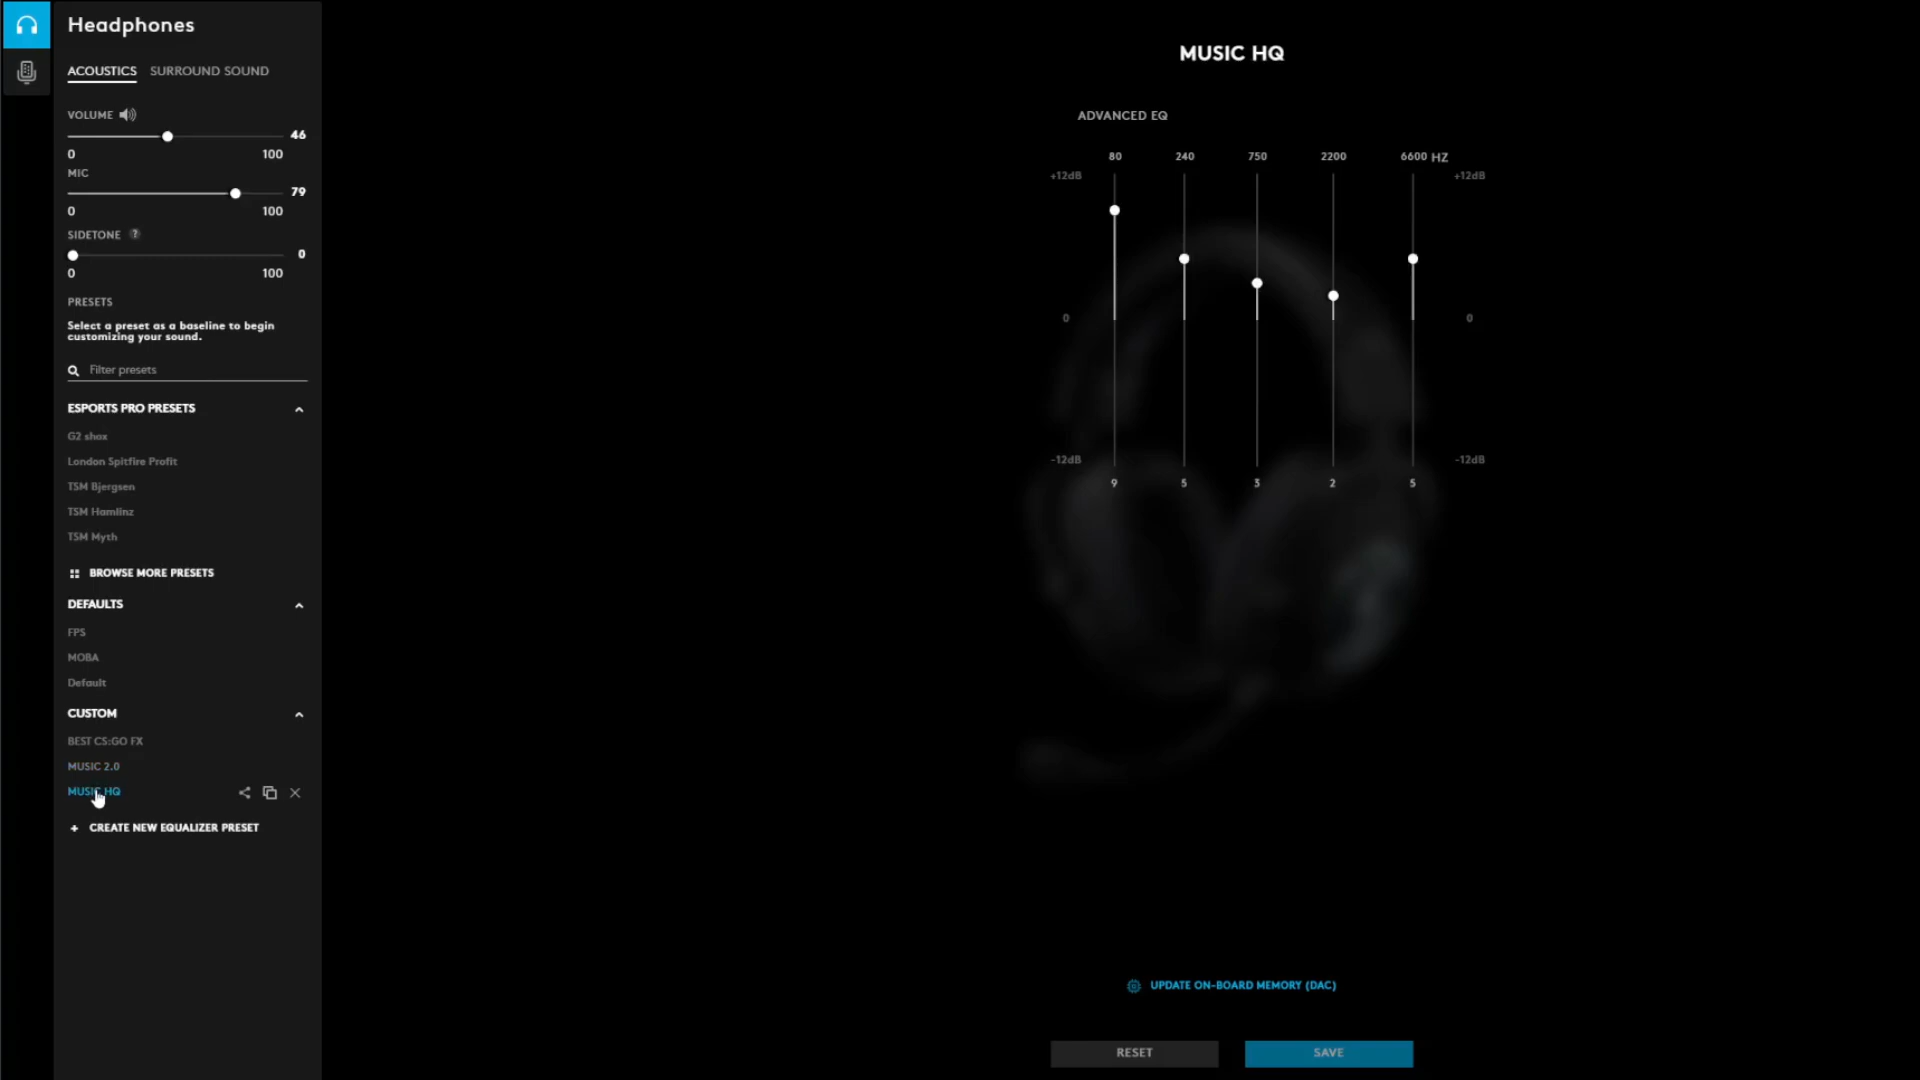 Headphones
ACOUSTICS SURROUND SOUND
VOLUME
46
0 100
MIC
79
0 100
SIDETONE ?
0
0 100
PRESETS
Select a preset as a baseline to begin
customizing your sound.
Filter presets
ESPORTS PRO PRESETS
G2 shox
London Spitfire Profit
TSM Bjergsen
TSM Hamlinz
TSM Myth
BROWSE MORE PRESETS
DEFAULTS
FPS
MOBA
Default
CUSTOM
BEST CS:GO FX
MUSIC 2.0
MUSIC HQ
+ CREATE NEW EQUALIZER PRESET
MUSIC HQ
ADVANCED EQ
80 240 750 2200 6600 HZ
+12dB +12dB
0 0
-12dB -12dB
9 5 3 2 5
UPDATE ON-BOARD MEMORY (DAC)
RESET SAVE